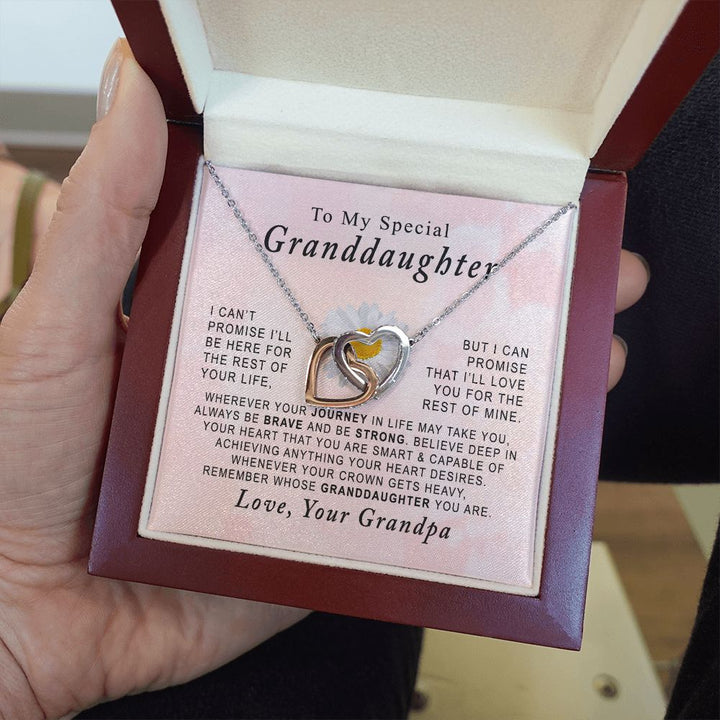 To My Special
Granddaughter
I CAN'T
PROMISE I'LL
BE HERE FOR
THE REST OF
YOUR LIFE,
BUT I CAN
PROMISE
THAT I'LL LOVE
YOU FOR THE
REST OF MINE.
WHEREVER YOUR JOURNEY IN LIFE MAY TAKE YOU,
ALWAYS BE BRAVE AND BE STRONG. BELIEVE DEEP IN
YOUR HEART THAT YOU ARE SMART & CAPABLE OF
ACHIEVING ANYTHING YOUR HEART DESIRES.
WHENEVER YOUR CROWN GETS HEAVY,
REMEMBER WHOSE GRANDDAUGHTER YOU ARE.
Love, Your Grandpa